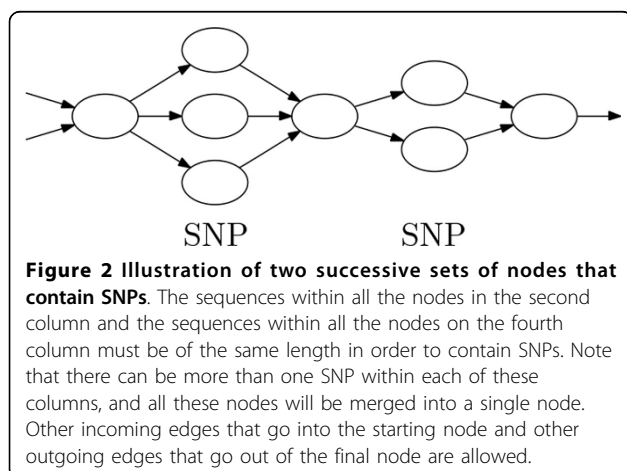 SNP SNP
Figure 2 Illustration of two successive sets of nodes that
contain SNPs. The sequences within all the nodes in the second
column and the sequences within all the nodes on the fourth
column must be of the same length in order to contain SNPs. Note
that there can be more than one SNP within each of these
columns, and all these nodes will be merged into a single node.
Other incoming edges that go into the starting node and other
outgoing edges that go out of the final node are allowed.